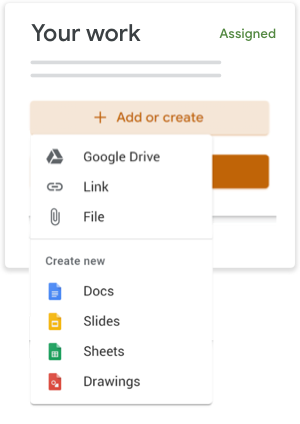 Your work
Assigned
+ Add or create
Google Drive
Link
File
Create new
Docs
Slides
Sheets
Drawings